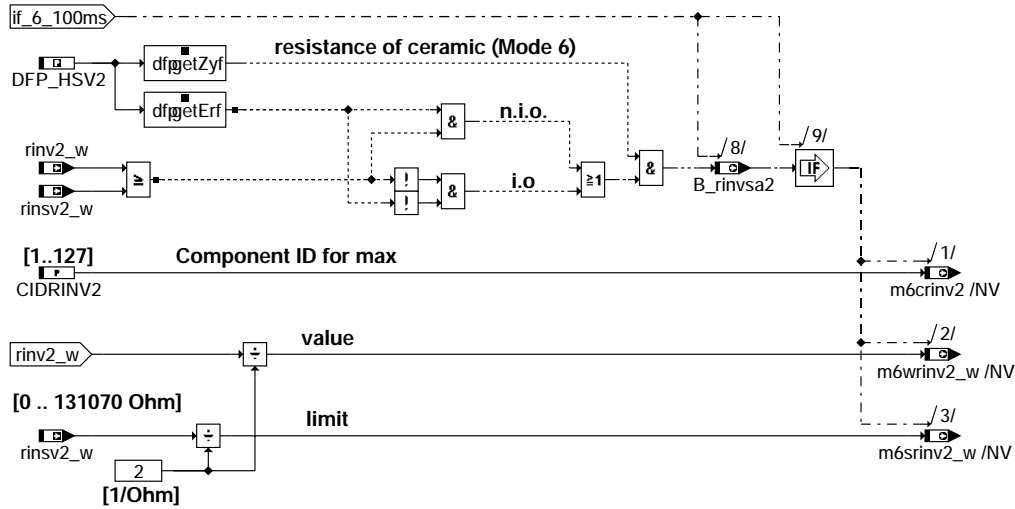 if_6_100ms
resistance of ceramic (Mode 6)
DFP_HSV2
dfpgetZyf
dfpgetErf
&
n.i.o.
/9/
rinv2_w
/8/
&
IF
B_rinvsa2
rinsv2_w
!
!
&
i.o
≥1
[1..127]
Component ID for max
/1/
P
CIDRINV2
m6crinv2 /NV
value
/2/
rinv2_w
÷
m6wrinv2_w /NV
[0 .. 131070 Ohm]
limit
/3/
÷
rinsv2_w
m6srinv2_w /NV
2
[1/Ohm]